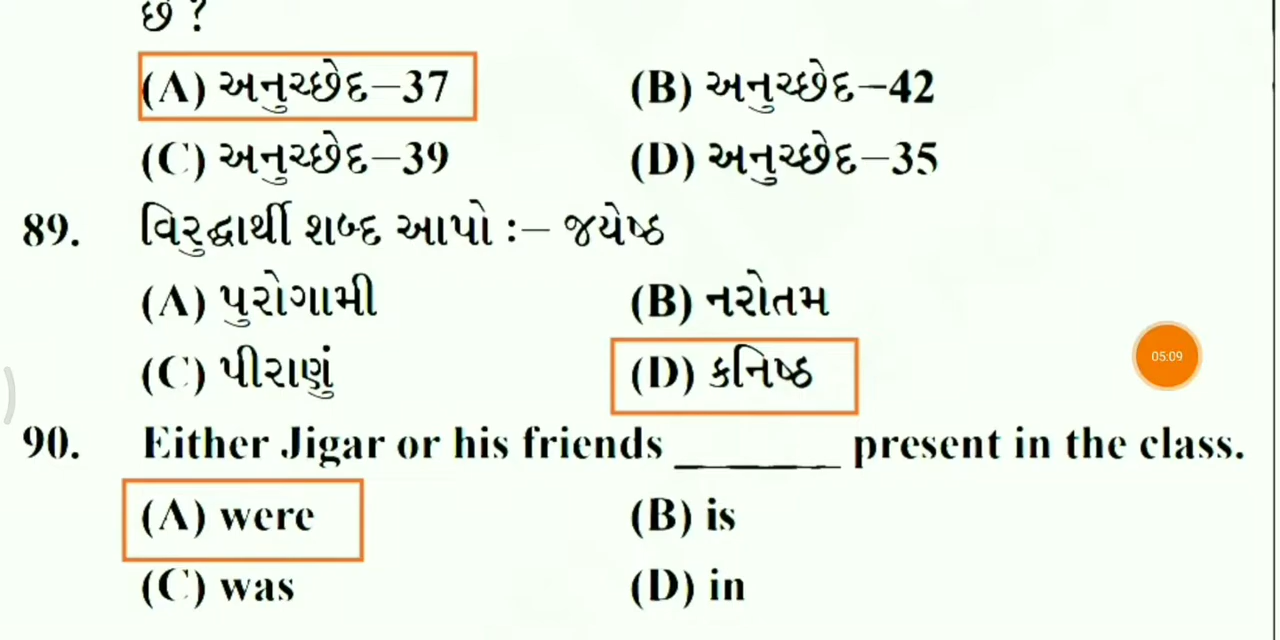 છે ?
(A) અનુચ્છેદ–37 (B) અનુચ્છેદ–42
(C) અનુચ્છેદ–39 (D) અનુચ્છેદ–35
89. વિરુદ્ધાર્થી શબ્દ આપો :– જયેષ્ઠ
(A) પુરોગામી (B) નરોતમ
(C) પીરાણું (D) કનિષ્ઠ
05:09
90. Either Jigar or his friends ______ present in the class.
(A) were (B) is
(C) was (D) in